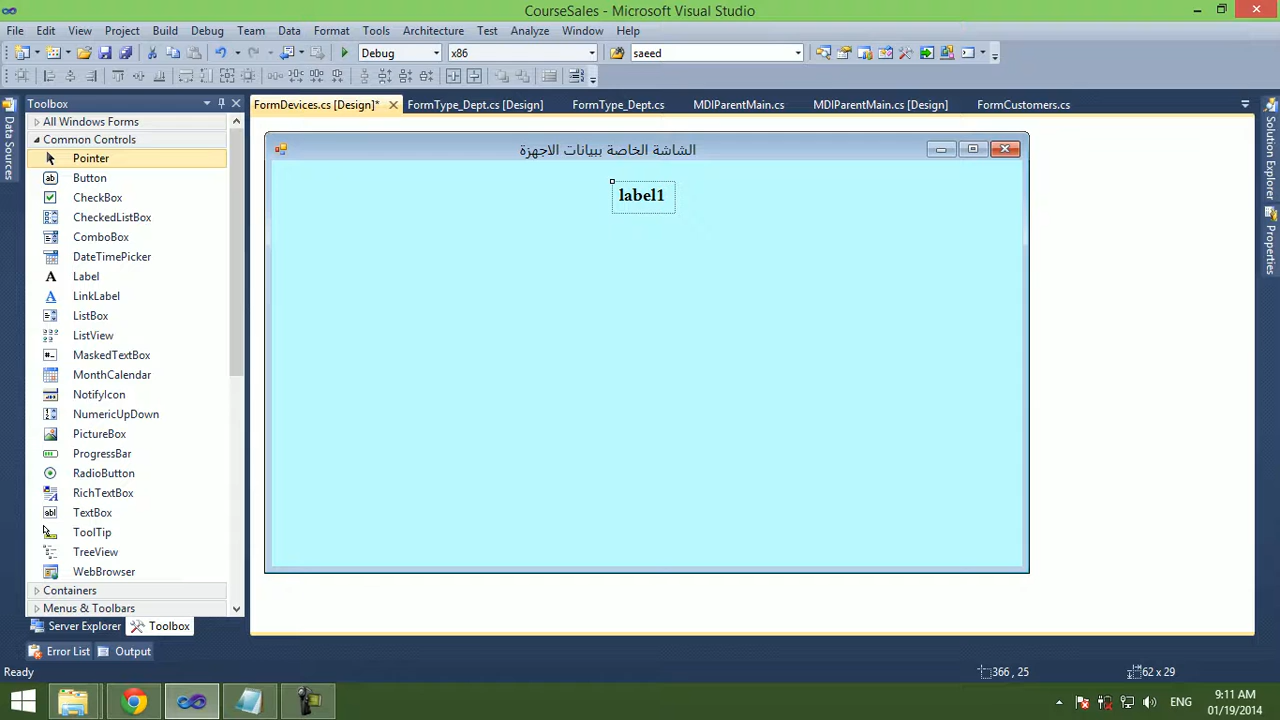 CourseSales - Microsoft Visual Studio
File Edit View Project Build Debug Team Data Format Tools Architecture Test Analyze Window Help
Debug x86 saeed
Toolbox
FormDevices.cs [Design]* FormType_Dept.cs [Design] FormType_Dept.cs MDIParentMain.cs MDIParentMain.cs [Design] FormCustomers.cs
Data Sources
Solution Explorer
Properties
All Windows Forms
Common Controls
Pointer
Button
CheckBox
CheckedListBox
ComboBox
DateTimePicker
Label
LinkLabel
ListBox
ListView
MaskedTextBox
MonthCalendar
NotifyIcon
NumericUpDown
PictureBox
ProgressBar
RadioButton
RichTextBox
TextBox
ToolTip
TreeView
WebBrowser
Containers
Menus & Toolbars
الشاشة الخاصة ببيانات الاجهزة
label1
Server Explorer Toolbox
Error List Output
Ready 366 , 25 62 x 29
ENG
9:11 AM
01/19/2014